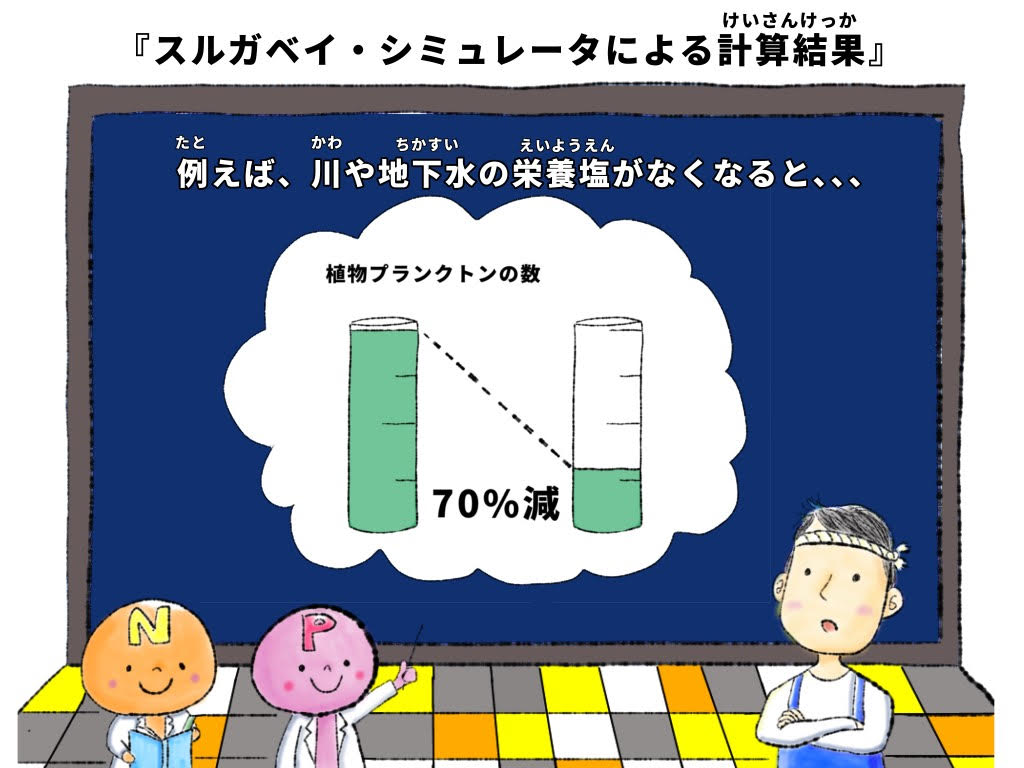 けいさんけっか
『スルガベイ・シミュレータによる計算結果』
たと かわ ちかすい えいようえん
例えば、川や地下水の栄養塩がなくなると、、、
植物プランクトンの数
70%減
N
P